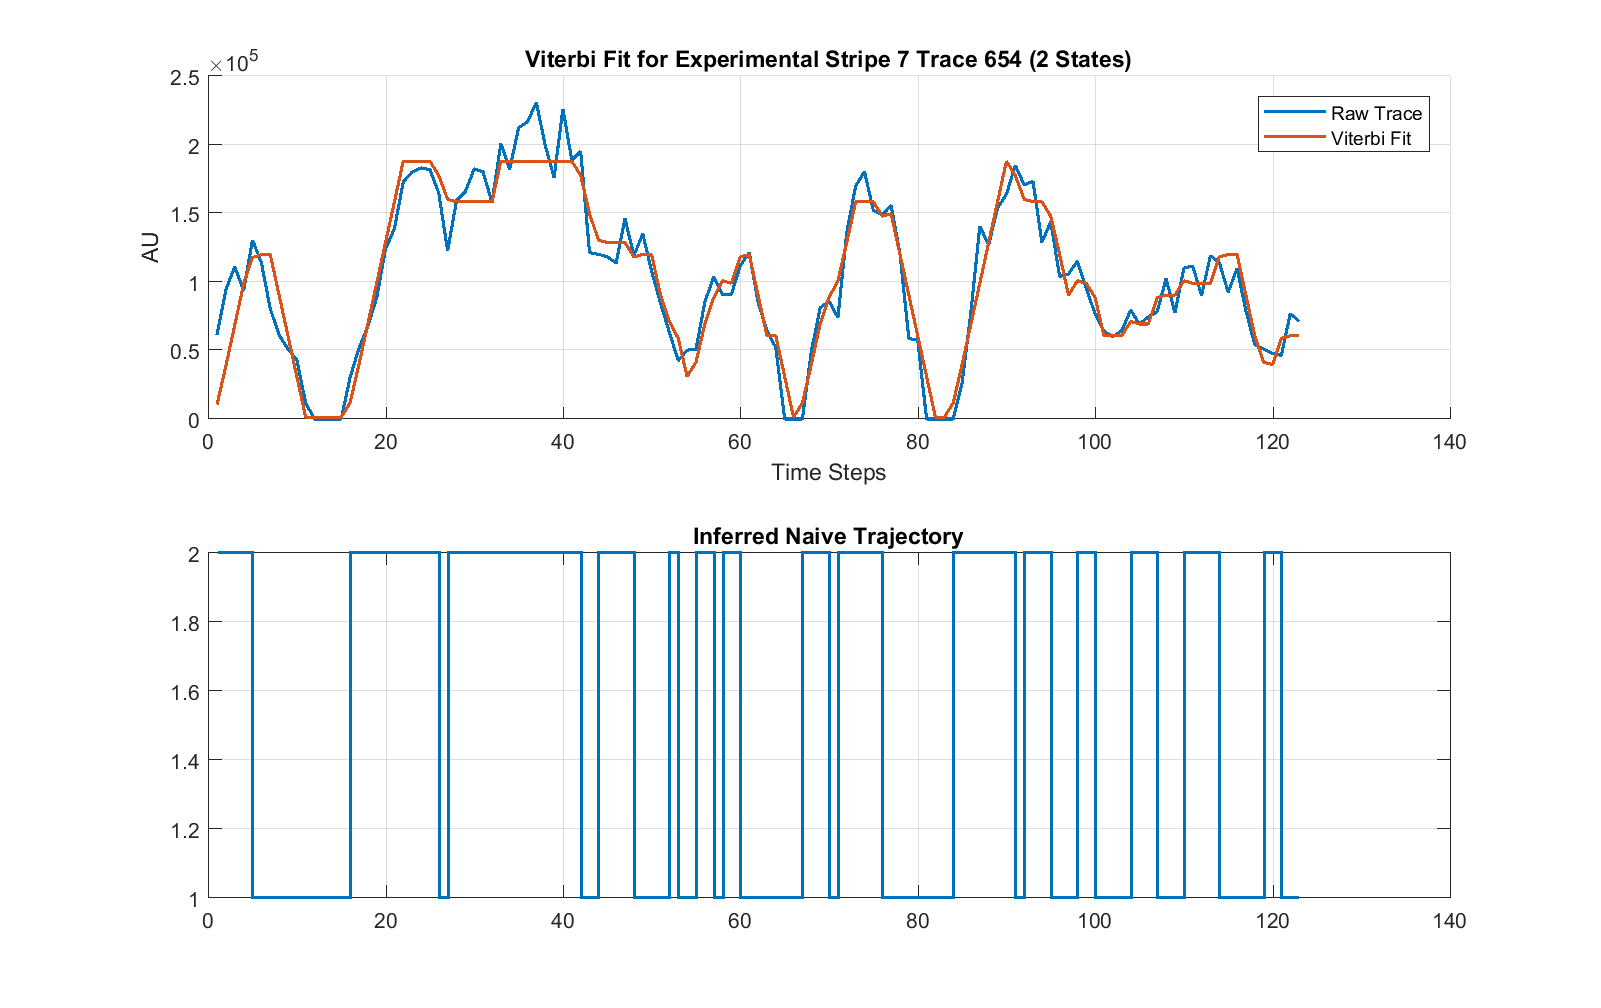 Viterbi Fit for Experimental Stripe 7 Trace 654 (2 States)
×10^5
2.5
2
1.5
1
0.5
0
AU
Raw Trace
Viterbi Fit
0 20 40 60 80 100 120 140
Time Steps
Inferred Naive Trajectory
2
1.8
1.6
1.4
1.2
1
0 20 40 60 80 100 120 140